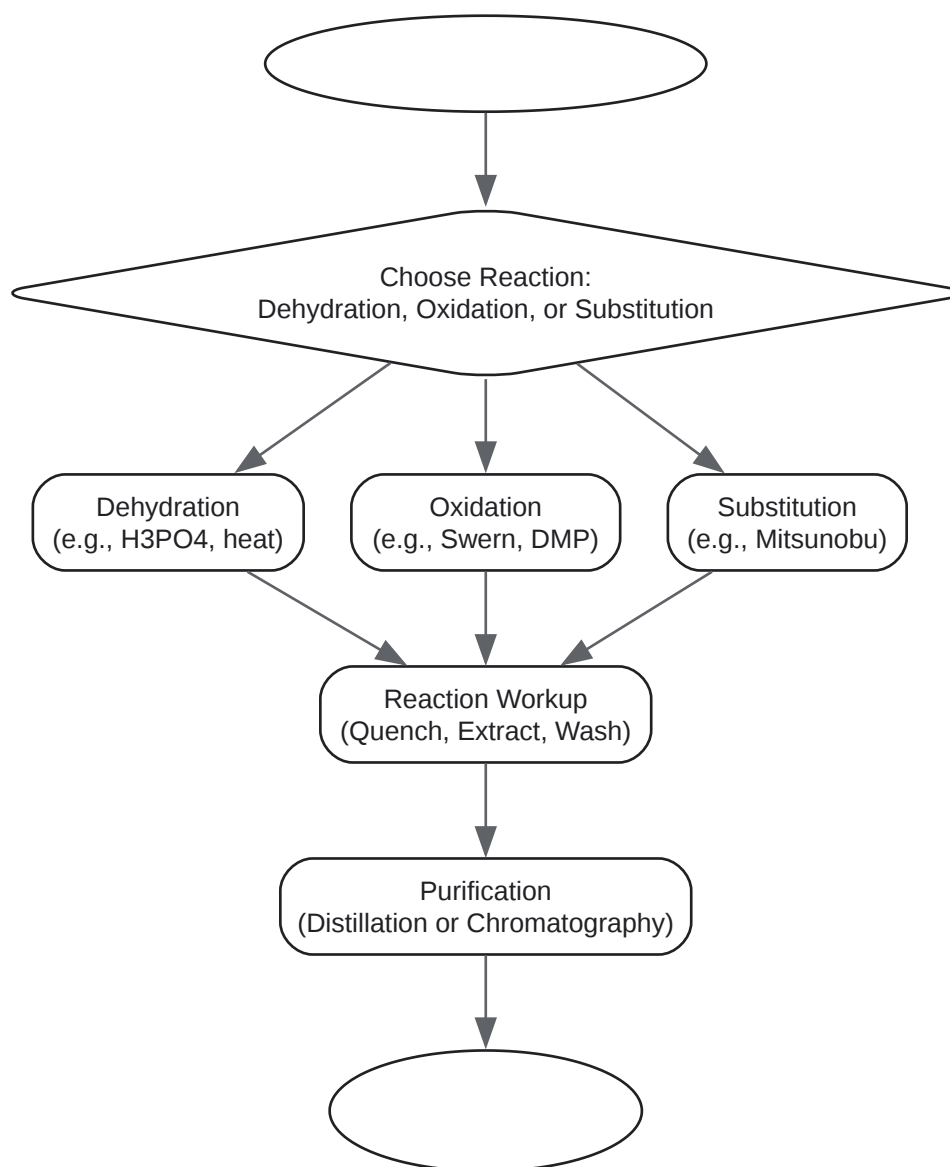 Choose Reaction:
Dehydration, Oxidation, or Substitution
Dehydration
(e.g., H3PO4, heat)
Oxidation
(e.g., Swern, DMP)
Substitution
(e.g., Mitsunobu)
Reaction Workup
(Quench, Extract, Wash)
Purification
(Distillation or Chromatography)